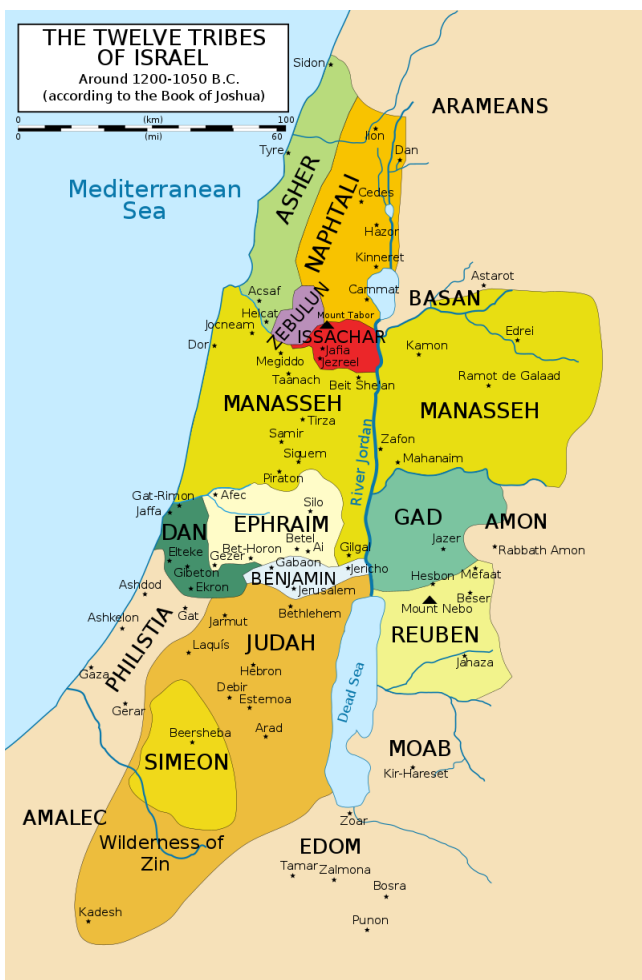 THE TWELVE TRIBES
OF ISRAEL
Around 1200-1050 B.C.
(according to the Book of Joshua)
0 (km) 100
0 (mi) 60
Sidon
ARAMEANS
Ijon
Tyre
Dan
ASHER
Mediterranean
Sea
NAPHTALI
Cedes
Hazor
Kinneret
Astarot
Acsaf
Cammat
BASAN
Helcat
ZEBULUN
Mount Tabor
Jocneam
ISSACHAR
Edrei
Dor
Jafia
Kamon
Megiddo
Jezreel
Taanach
Beit Shean
Ramot de Galaad
MANASSEH
MANASSEH
Tirza
Samir
River Jordan
Zafon
Siquem
Mahanaim
Piraton
Gat-Rimon
Afec
Jaffa
Silo
DAN
EPHRAIM
GAD
AMON
Elteke
Bet-Horon
Betel
Ai
Gilgal
Jazer
Rabbath Amon
Gezer
Gabaon
Gibeton
BENJAMIN
Jericho
Mefaat
Ashdod
Ekron
Jerusalem
Hesbon
Beser
Ashkelon
Gat
Bethlehem
Mount Nebo
Jarmut
PHILISTIA
JUDAH
REUBEN
Laquís
Jahaza
Gaza
Hebron
Dead Sea
Debir
Estemoa
Gerar
Beersheba
Arad
MOAB
SIMEON
Kir-Hareset
AMALEC
Zoar
Wilderness of
Zin
EDOM
Tamar
Zalmona
Bosra
Kadesh
Punon